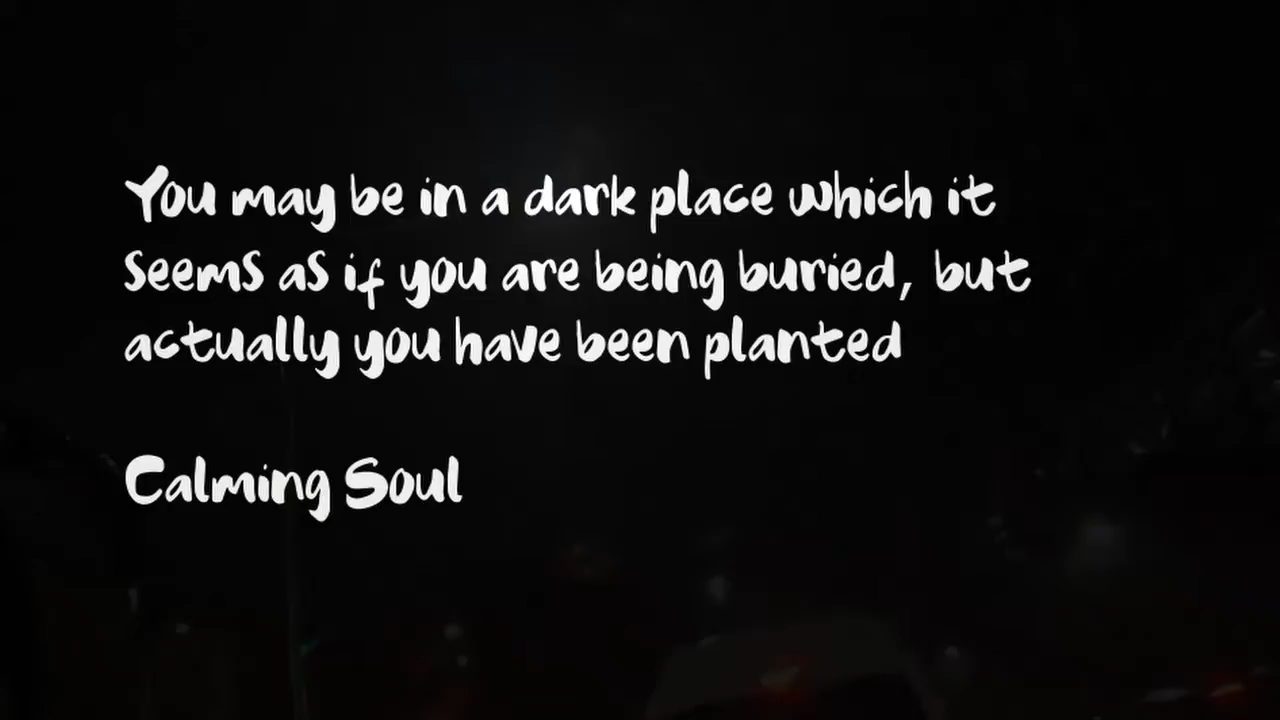 You may be in a dark place which it
seems as if you are being buried, but
actually you have been planted
Calming Soul